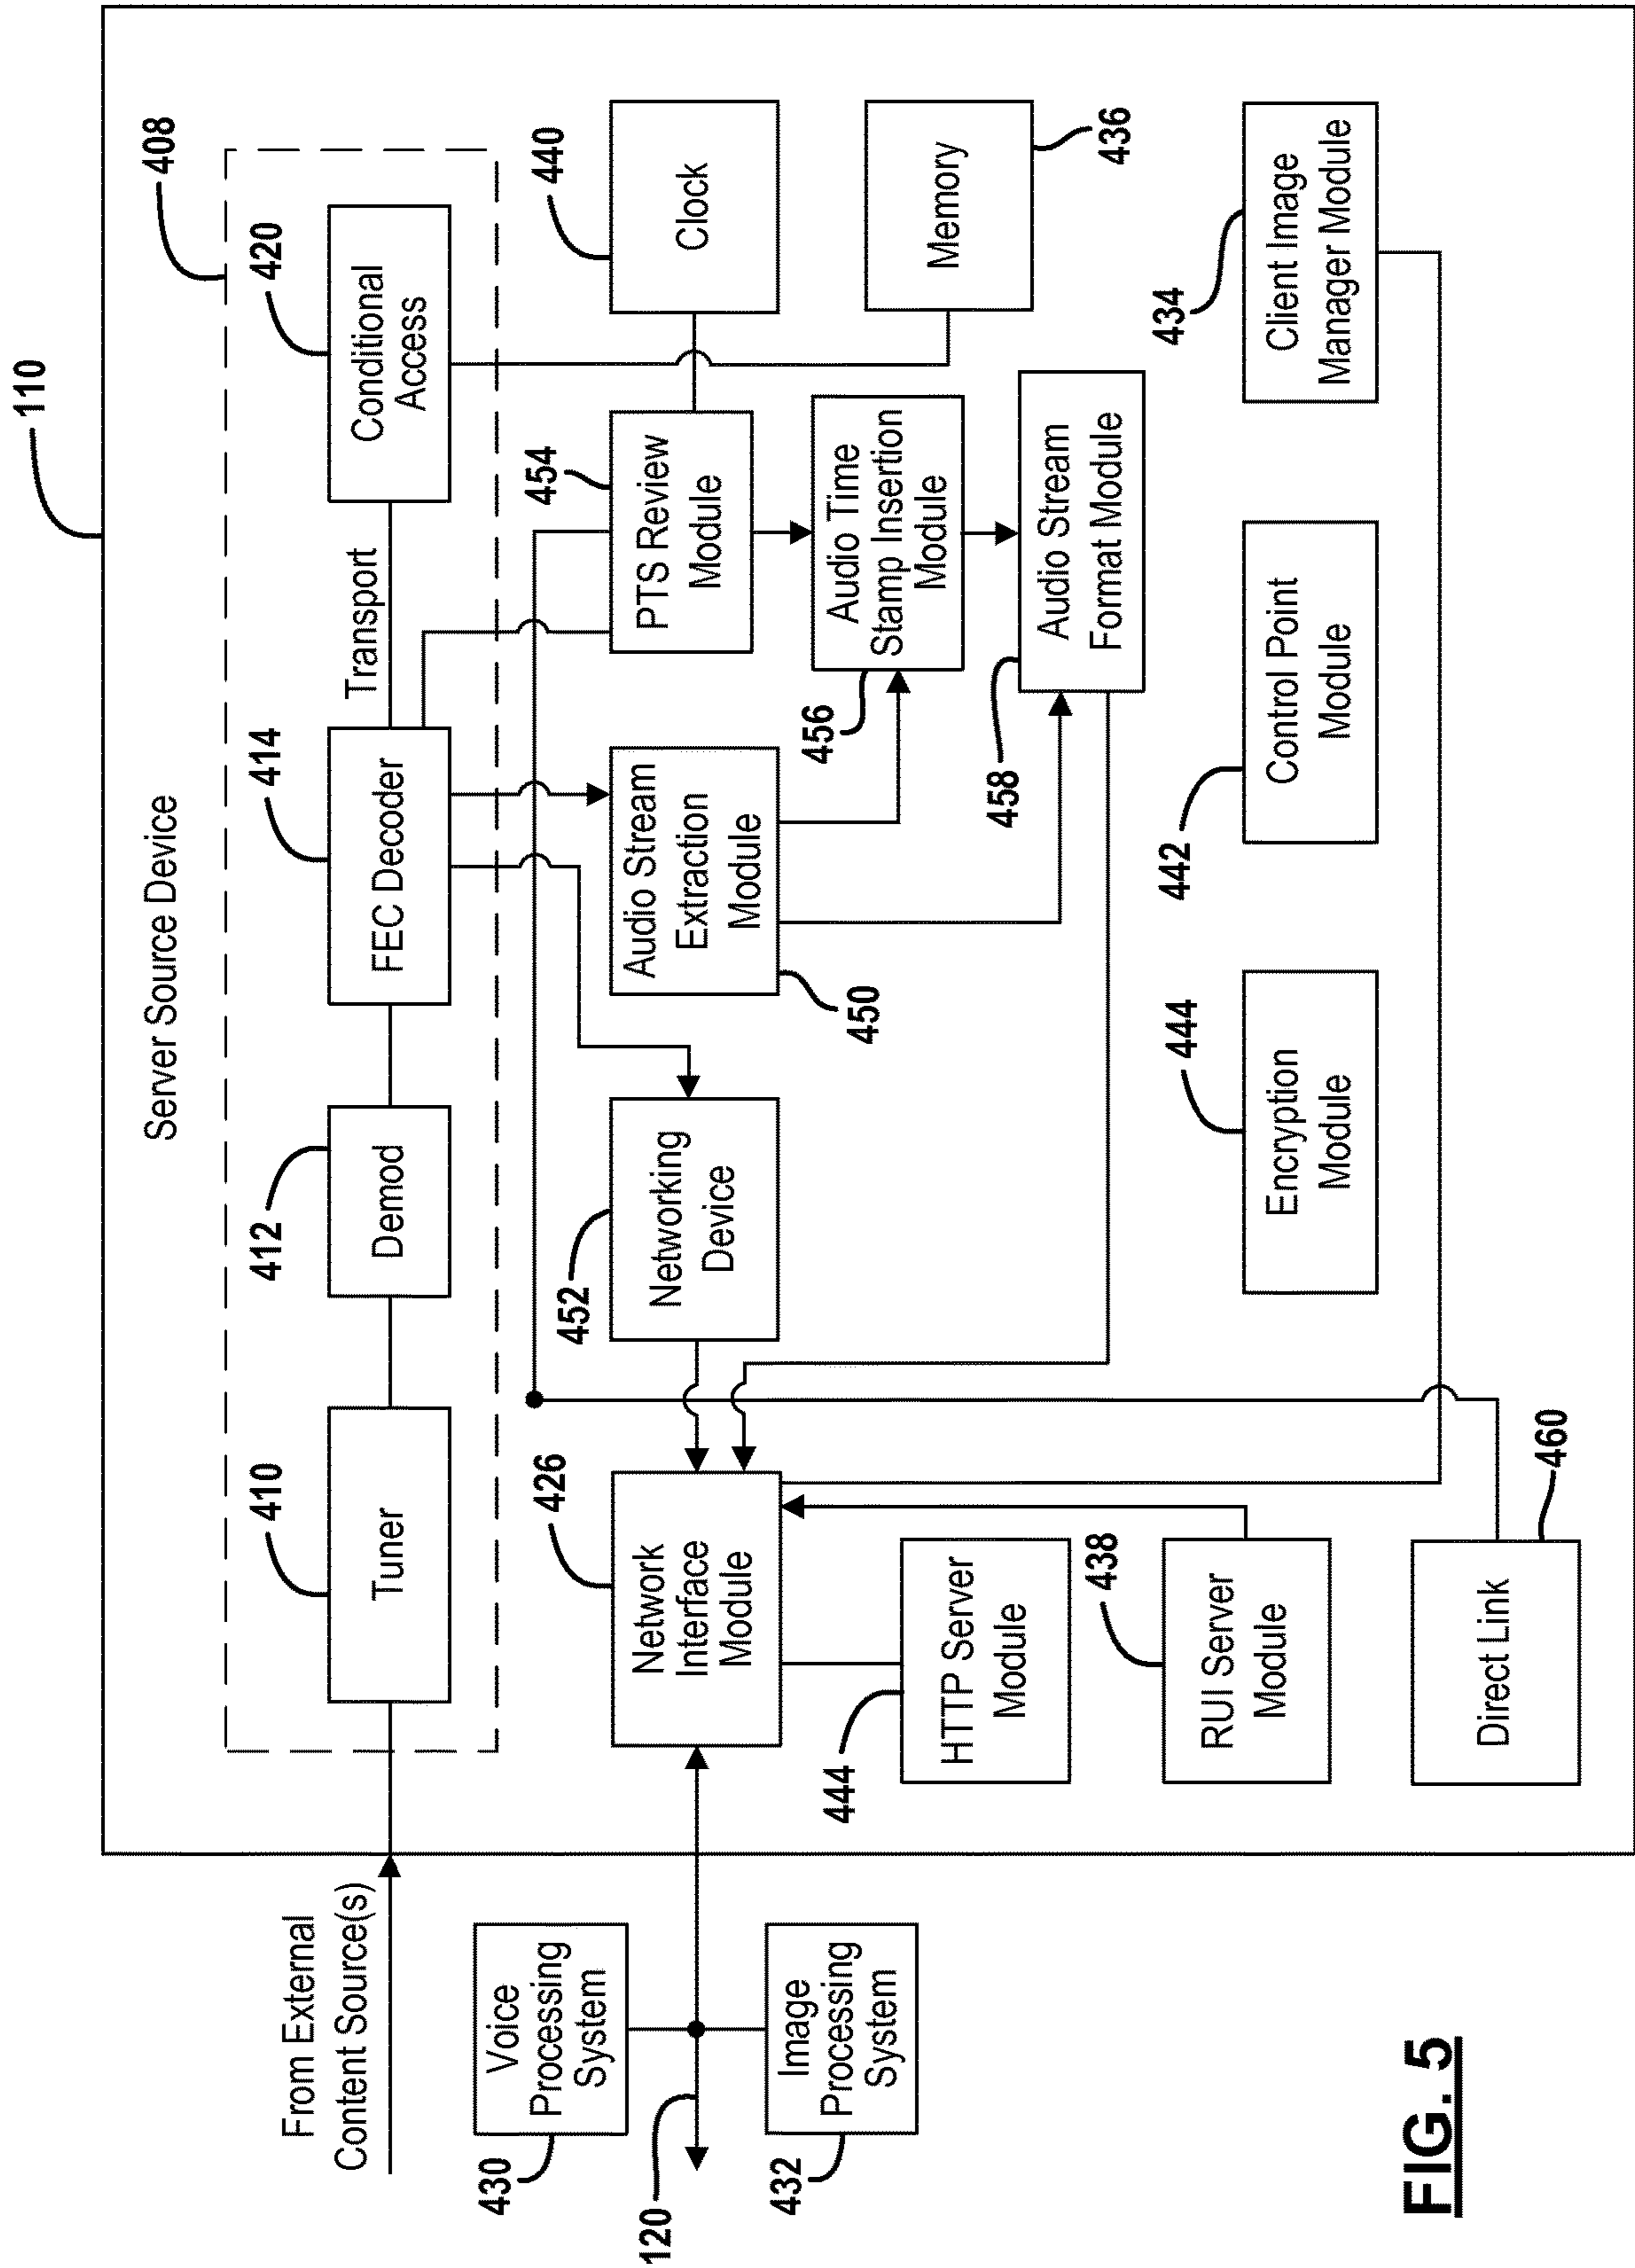 110
Server Source Device
408
410
412
414
420
Tuner
Demod
FEC Decoder
Transport
Conditional
Access
From External
Content Source(s)
430
Voice
Processing
System
120
432
Image
Processing
System
426
Network
Interface
Module
452
Networking
Device
450
Audio Stream
Extraction
Module
454
PTS Review
Module
440
Clock
456
Audio Time
Stamp Insertion
Module
Memory
436
458
Audio Stream
Format Module
444
HTTP Server
Module
438
RUI Server
Module
444
Encryption
Module
442
Control Point
Module
434
Client Image
Manager Module
Direct Link
460
FIG. 5